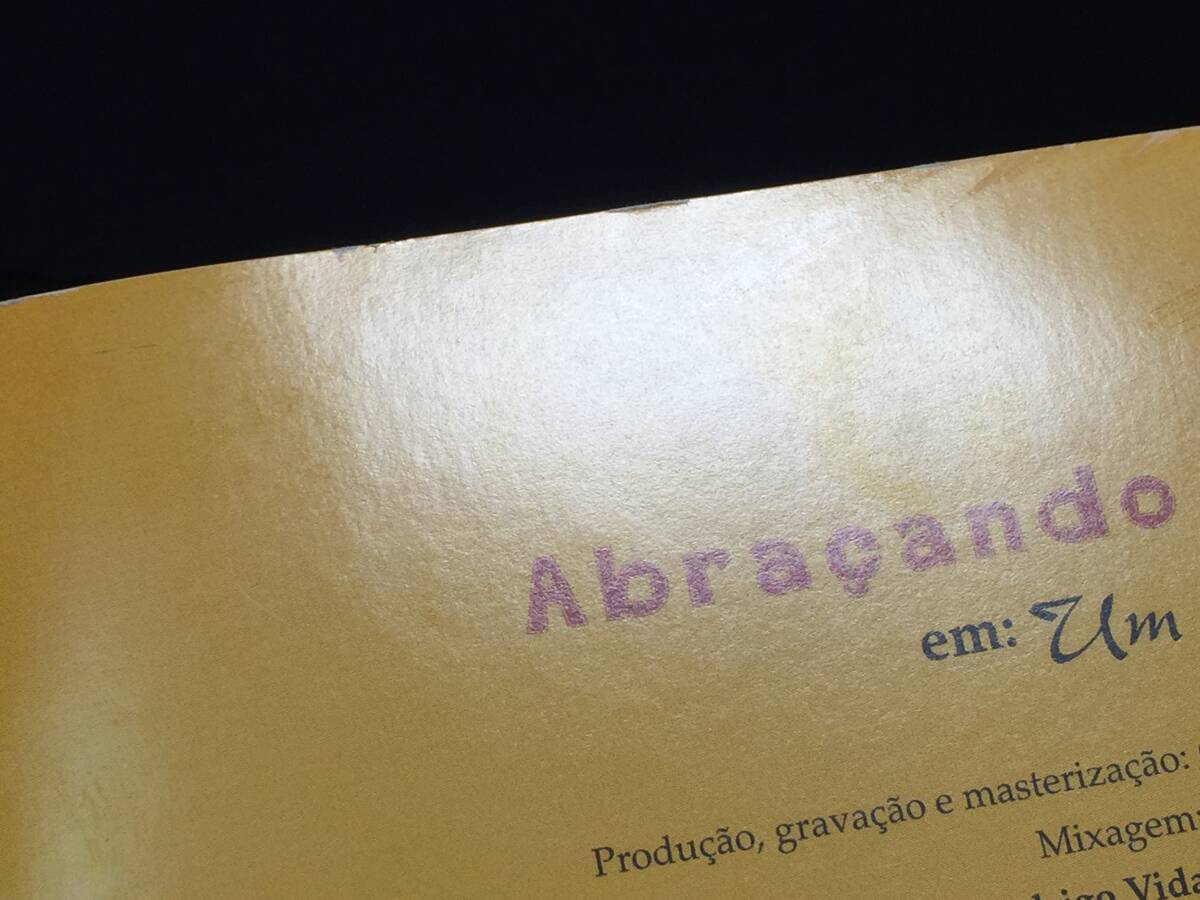 Abraçando
em: Um
Produção, gravação e masterização:
Mixagem: